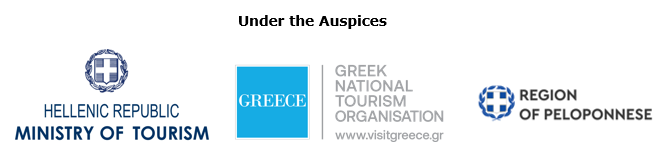 Under the Auspices
HELLENIC REPUBLIC
MINISTRY OF TOURISM
GREECE
GREEK
NATIONAL
TOURISM
ORGANISATION
www.visitgreece.gr
REGION
OF PELOPONNESE